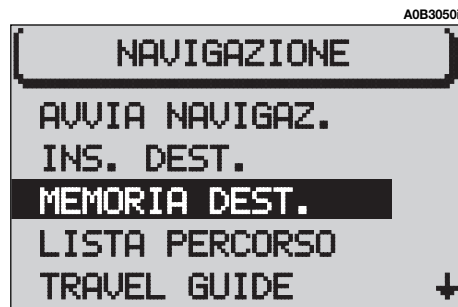 A0B3050i
NAVIGAZIONE
AVVIA NAVIGAZ.
INS. DEST.
MEMORIA DEST.
LISTA PERCORSO
TRAVEL GUIDE